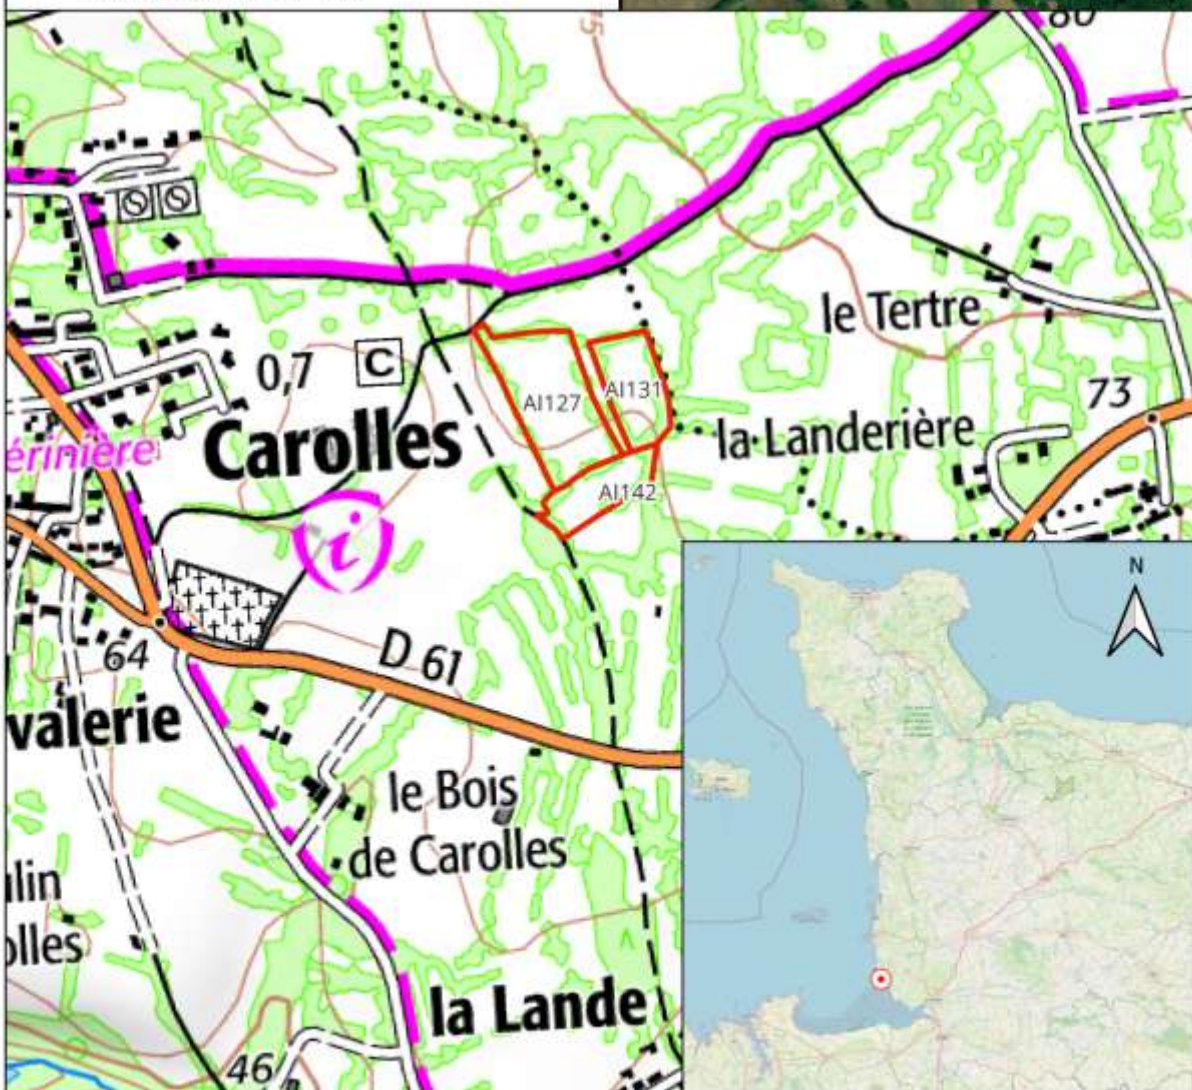 80
le Tertre
0,7
C
AI127
AI131
73
Carolles
la Landerière
érinière
AI142
i
N
D 61
64
valerie
le Bois
de Carolles
lin
olles
la Lande
46